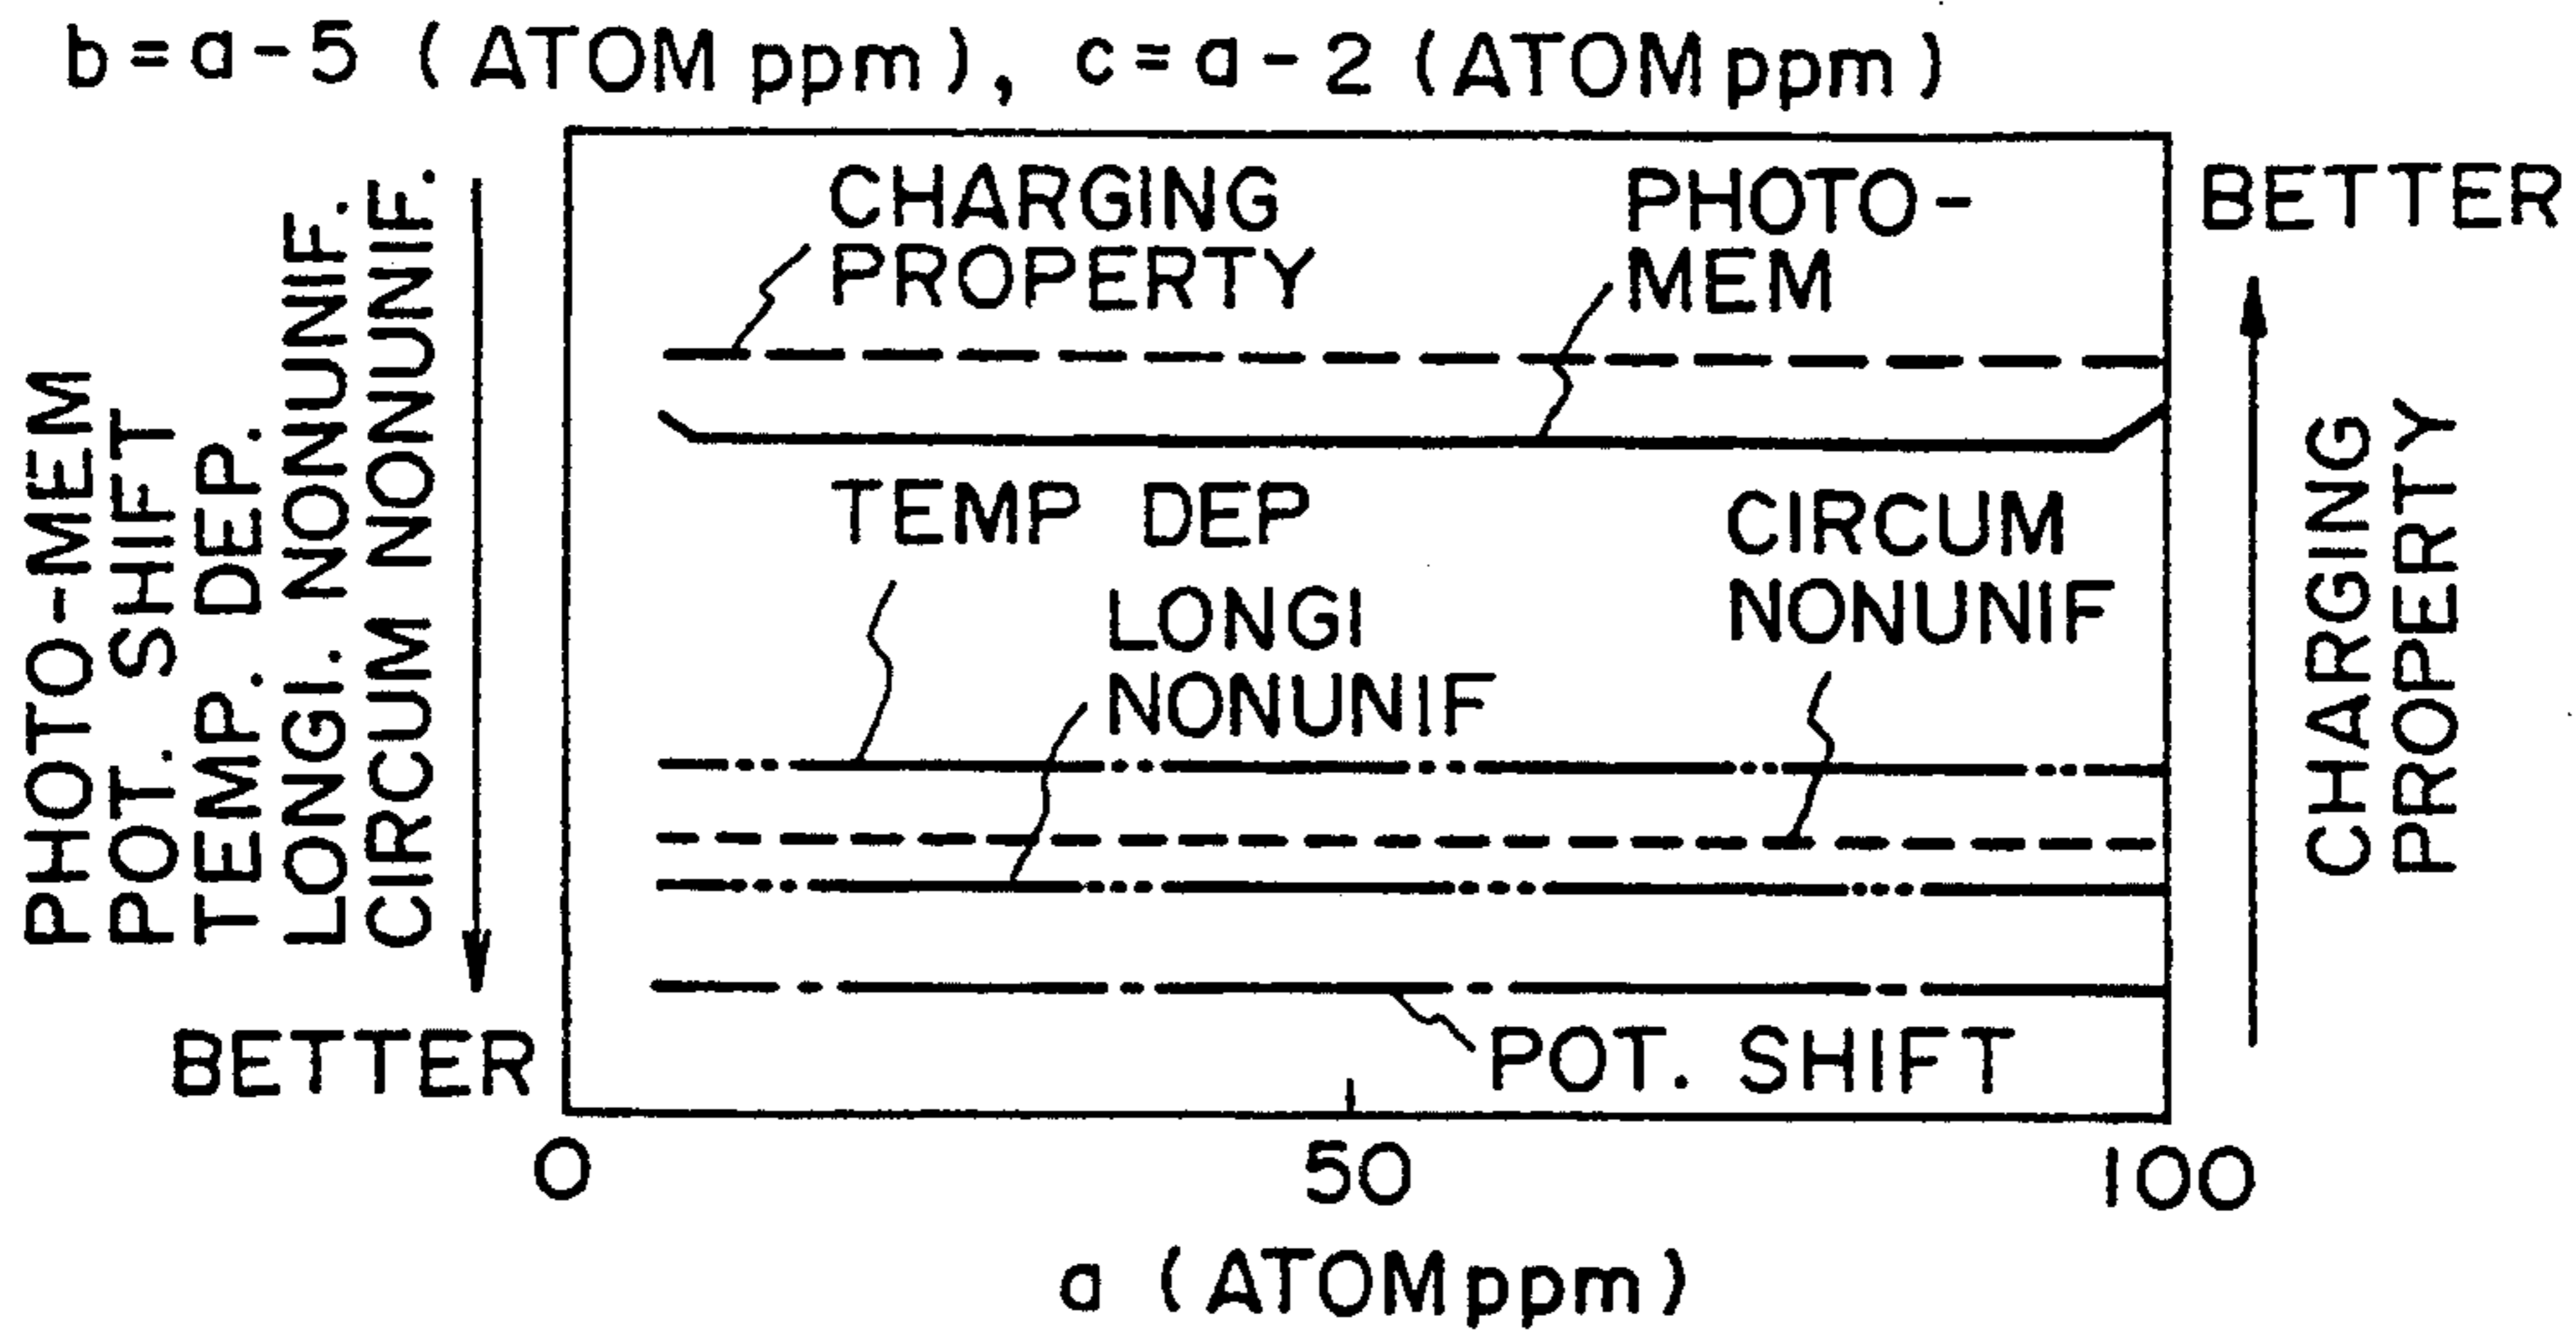 b=a-5 (ATOM ppm), c=a-2 (ATOM ppm)
PHOTO-MEM
POT. SHIFT
TEMP. DEP.
LONGI. NONUNIF.
CIRCUM NONUNIF.
BETTER
CHARGING
PROPERTY
PHOTO-
MEM
TEMP DEP
LONGI
NONUNIF
CIRCUM
NONUNIF
POT. SHIFT
BETTER
CHARGING
PROPERTY
0
50
100
a (ATOM ppm)